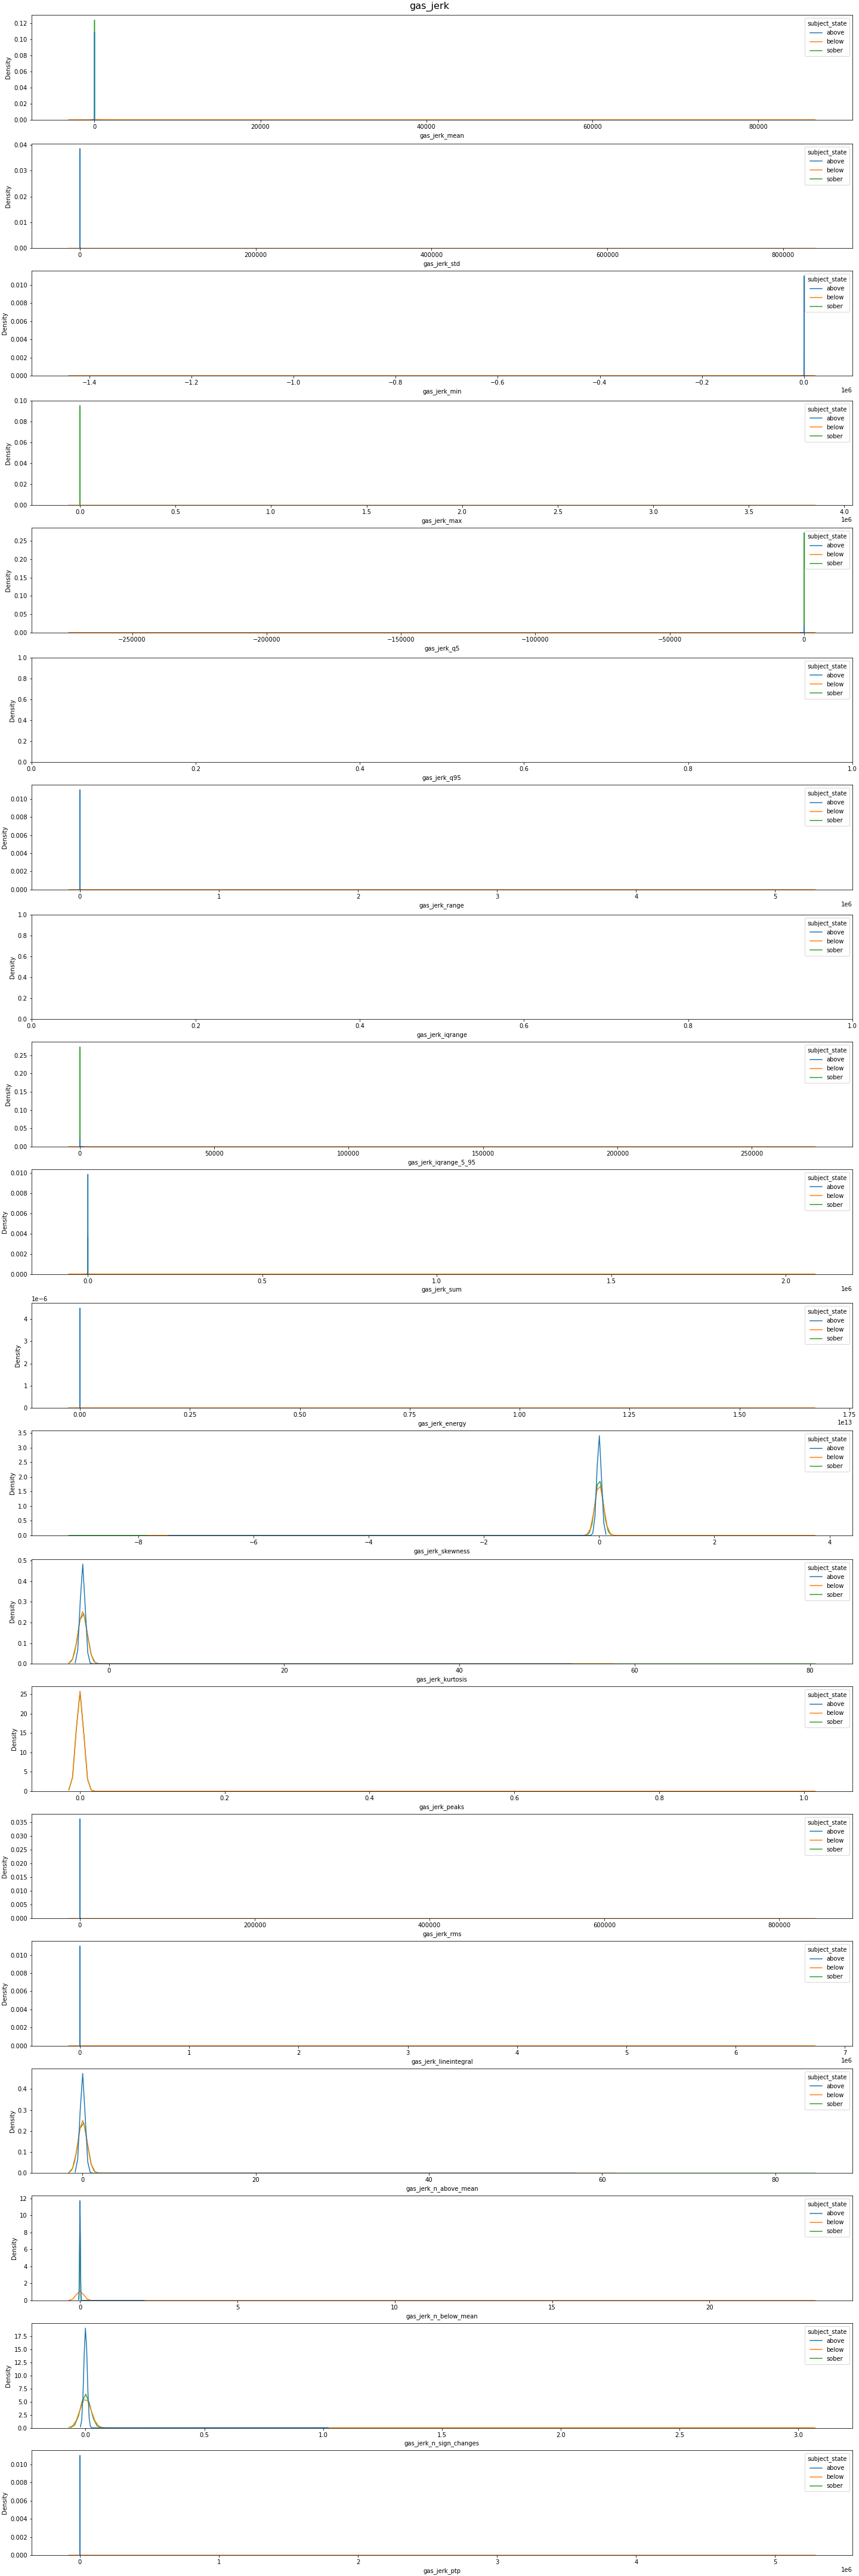 gas_jerk
subject_state
above
below
sober
Density
0.12
0.10
0.08
0.06
0.04
0.02
0.00
0 20000 40000 60000 80000
gas_jerk_mean
subject_state
above
below
sober
Density
0.04
0.03
0.02
0.01
0.00
0 200000 400000 600000 800000
gas_jerk_std
subject_state
above
below
sober
Density
0.010
0.008
0.006
0.004
0.002
0.000
−1.4 −1.2 −1.0 −0.8 −0.6 −0.4 −0.2 0.0
1e6
gas_jerk_min
subject_state
above
below
sober
Density
0.10
0.08
0.06
0.04
0.02
0.00
0.0 0.5 1.0 1.5 2.0 2.5 3.0 3.5 4.0
1e6
gas_jerk_max
subject_state
above
below
sober
Density
0.25
0.20
0.15
0.10
0.05
0.00
−250000 −200000 −150000 −100000 −50000 0
gas_jerk_q5
subject_state
above
below
sober
Density
1.0
0.8
0.6
0.4
0.2
0.0
0.0 0.2 0.4 0.6 0.8 1.0
gas_jerk_q95
subject_state
above
below
sober
Density
0.010
0.008
0.006
0.004
0.002
0.000
0 1 2 3 4 5
1e6
gas_jerk_range
subject_state
above
below
sober
Density
1.0
0.8
0.6
0.4
0.2
0.0
0.0 0.2 0.4 0.6 0.8 1.0
gas_jerk_iqrange
subject_state
above
below
sober
Density
0.25
0.20
0.15
0.10
0.05
0.00
0 50000 100000 150000 200000 250000
gas_jerk_iqrange_5_95
subject_state
above
below
sober
Density
0.010
0.008
0.006
0.004
0.002
0.000
0.0 0.5 1.0 1.5 2.0
1e6
gas_jerk_sum
1e−6
subject_state
above
below
sober
Density
4
3
2
1
0
0.00 0.25 0.50 0.75 1.00 1.25 1.50 1.75
1e13
gas_jerk_energy
subject_state
above
below
sober
Density
3.5
3.0
2.5
2.0
1.5
1.0
0.5
0.0
−8 −6 −4 −2 0 2 4
gas_jerk_skewness
subject_state
above
below
sober
Density
0.5
0.4
0.3
0.2
0.1
0.0
0 20 40 60 80
gas_jerk_kurtosis
subject_state
above
below
sober
Density
25
20
15
10
5
0
0.0 0.2 0.4 0.6 0.8 1.0
gas_jerk_peaks
subject_state
above
below
sober
Density
0.035
0.030
0.025
0.020
0.015
0.010
0.005
0.000
0 200000 400000 600000 800000
gas_jerk_rms
subject_state
above
below
sober
Density
0.010
0.008
0.006
0.004
0.002
0.000
0 1 2 3 4 5 6 7
1e6
gas_jerk_lineintegral
subject_state
above
below
sober
Density
0.4
0.3
0.2
0.1
0.0
0 20 40 60 80
gas_jerk_n_above_mean
subject_state
above
below
sober
Density
12
10
8
6
4
2
0
0 5 10 15 20
gas_jerk_n_below_mean
subject_state
above
below
sober
Density
17.5
15.0
12.5
10.0
7.5
5.0
2.5
0.0
0.0 0.5 1.0 1.5 2.0 2.5 3.0
gas_jerk_n_sign_changes
subject_state
above
below
sober
Density
0.010
0.008
0.006
0.004
0.002
0.000
0 1 2 3 4 5
1e6
gas_jerk_ptp